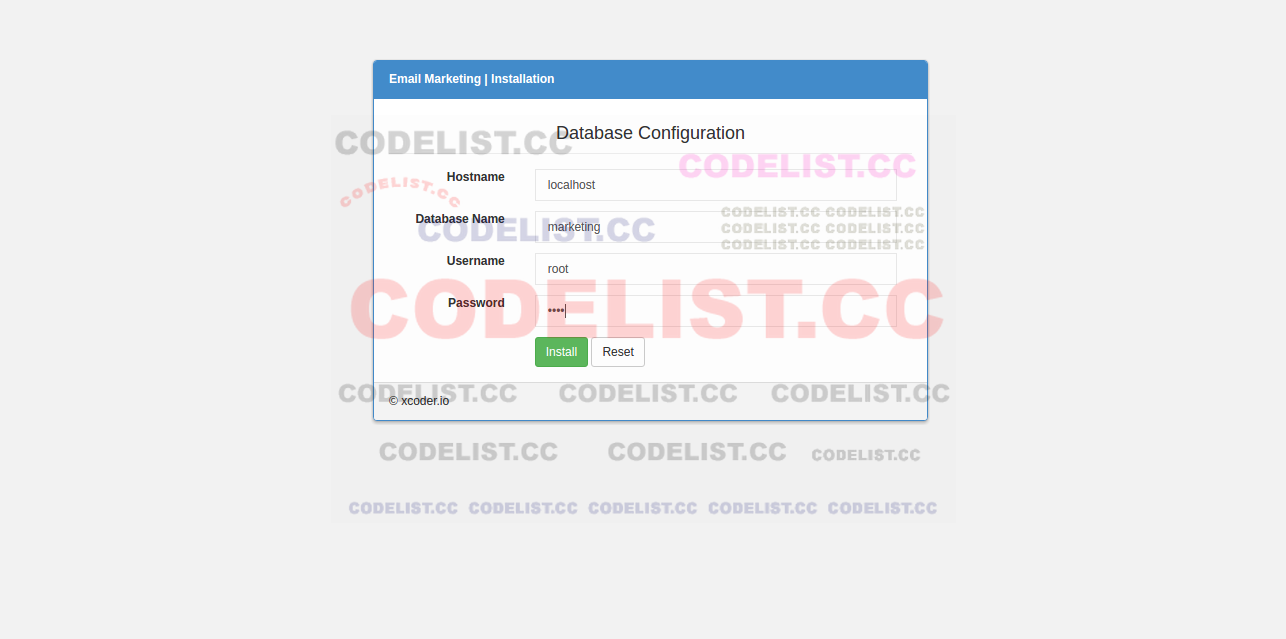 Email Marketing | Installation
Database Configuration
CODELIST.CC
CODELIST.CC
Hostname
localhost
CODELIST.CC
Database Name
marketing
CODELIST.CC
CODELIST.CC CODELIST.CC
CODELIST.CC CODELIST.CC
CODELIST.CC CODELIST.CC
Username
root
CODELIST.CC
Password
••••
Install Reset
CODELIST.CC CODELIST.CC CODELIST.CC
© xcoder.io
CODELIST.CC CODELIST.CC CODELIST.CC
CODELIST.CC CODELIST.CC CODELIST.CC CODELIST.CC CODELIST.CC